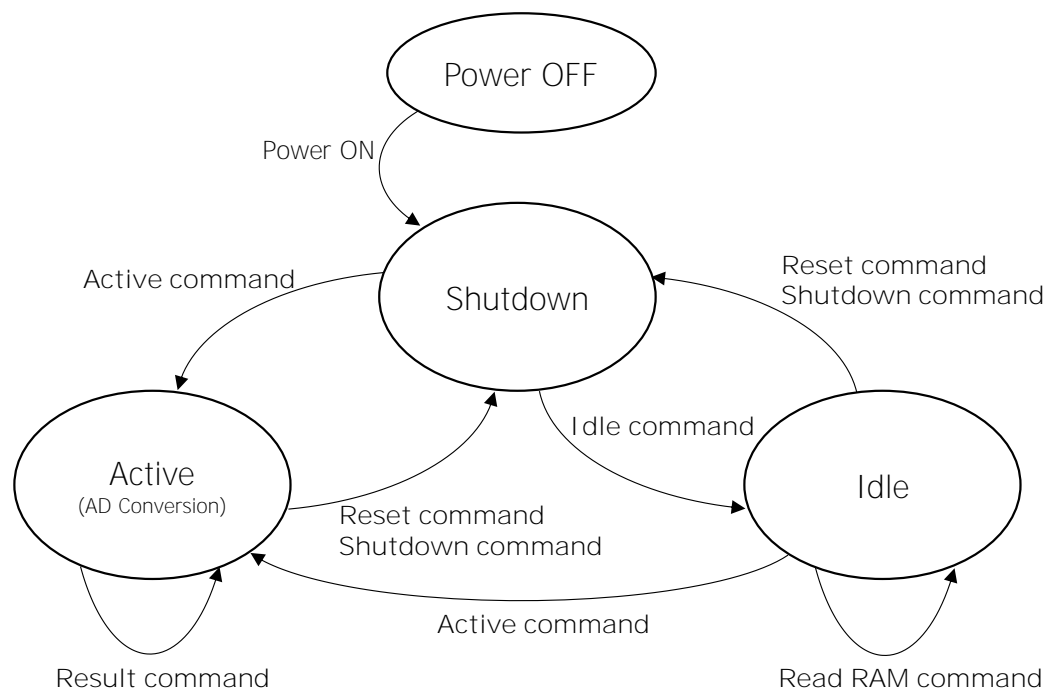 Power OFF
Power ON
Shutdown
Active command
Reset command
Shutdown command
Idle command
Active
(AD Conversion)
Idle
Reset command
Shutdown command
Active command
Result command
Read RAM command